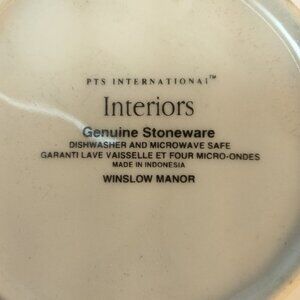 PTS INTERNATIONAL™
Interiors
Genuine Stoneware
DISHWASHER AND MICROWAVE SAFE
GARANTI LAVE VAISSELLE ET FOUR MICRO-ONDES
MADE IN INDONESIA
WINSLOW MANOR